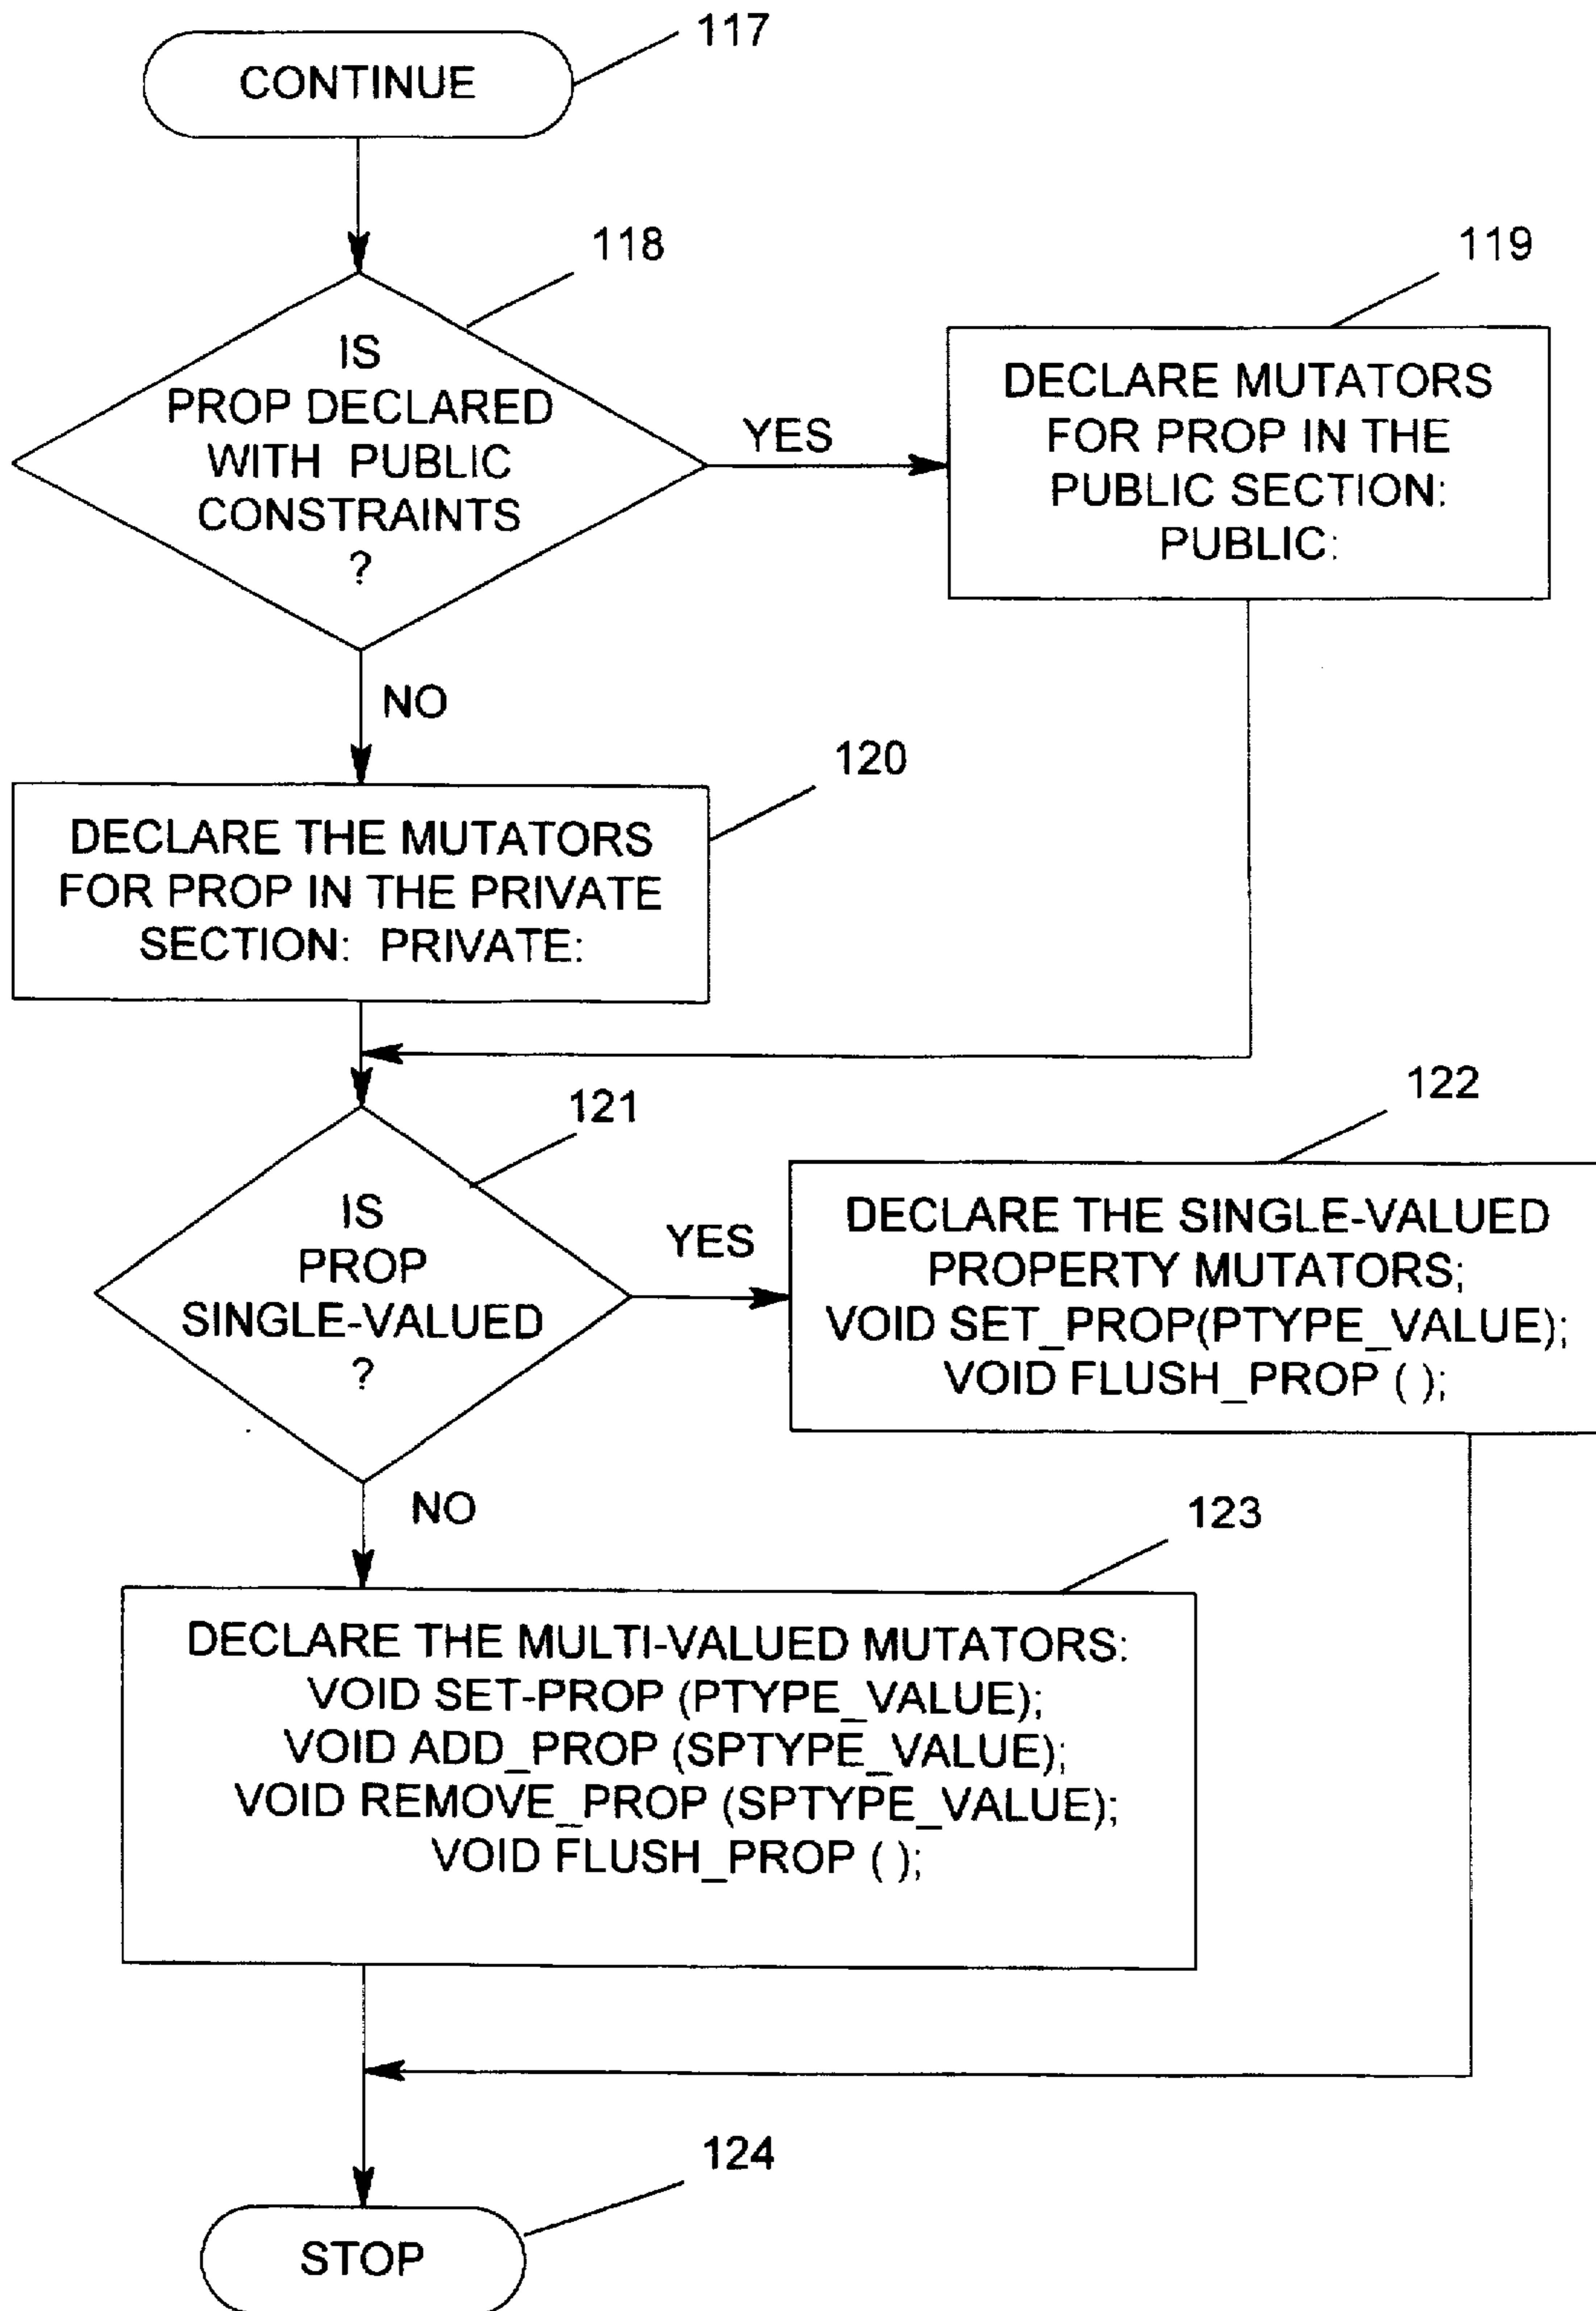 117
CONTINUE
118
IS
PROP DECLARED
WITH PUBLIC
CONSTRAINTS
?
YES
119
DECLARE MUTATORS
FOR PROP IN THE
PUBLIC SECTION:
PUBLIC:
NO
120
DECLARE THE MUTATORS
FOR PROP IN THE PRIVATE
SECTION: PRIVATE:
121
IS
PROP
SINGLE-VALUED
?
YES
122
DECLARE THE SINGLE-VALUED
PROPERTY MUTATORS;
VOID SET_PROP(PTYPE_VALUE);
VOID FLUSH_PROP ( );
NO
123
DECLARE THE MULTI-VALUED MUTATORS:
VOID SET-PROP (PTYPE_VALUE);
VOID ADD_PROP (SPTYPE_VALUE);
VOID REMOVE_PROP (SPTYPE_VALUE);
VOID FLUSH_PROP ( );
124
STOP